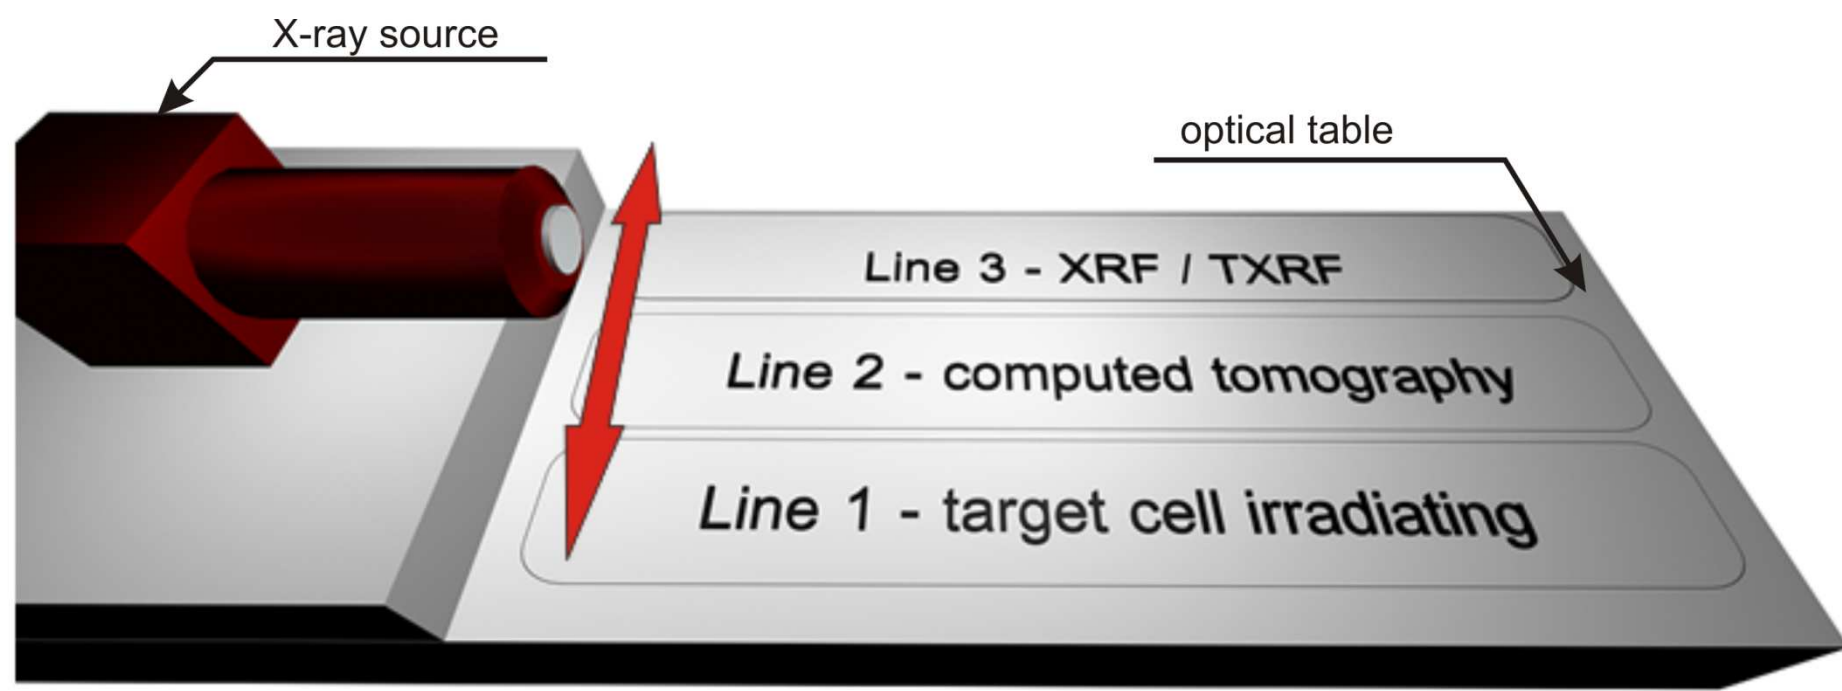 X-ray source
optical table
Line 3 - XRF / TXRF
Line 2 - computed tomography
Line 1 - target cell irradiating